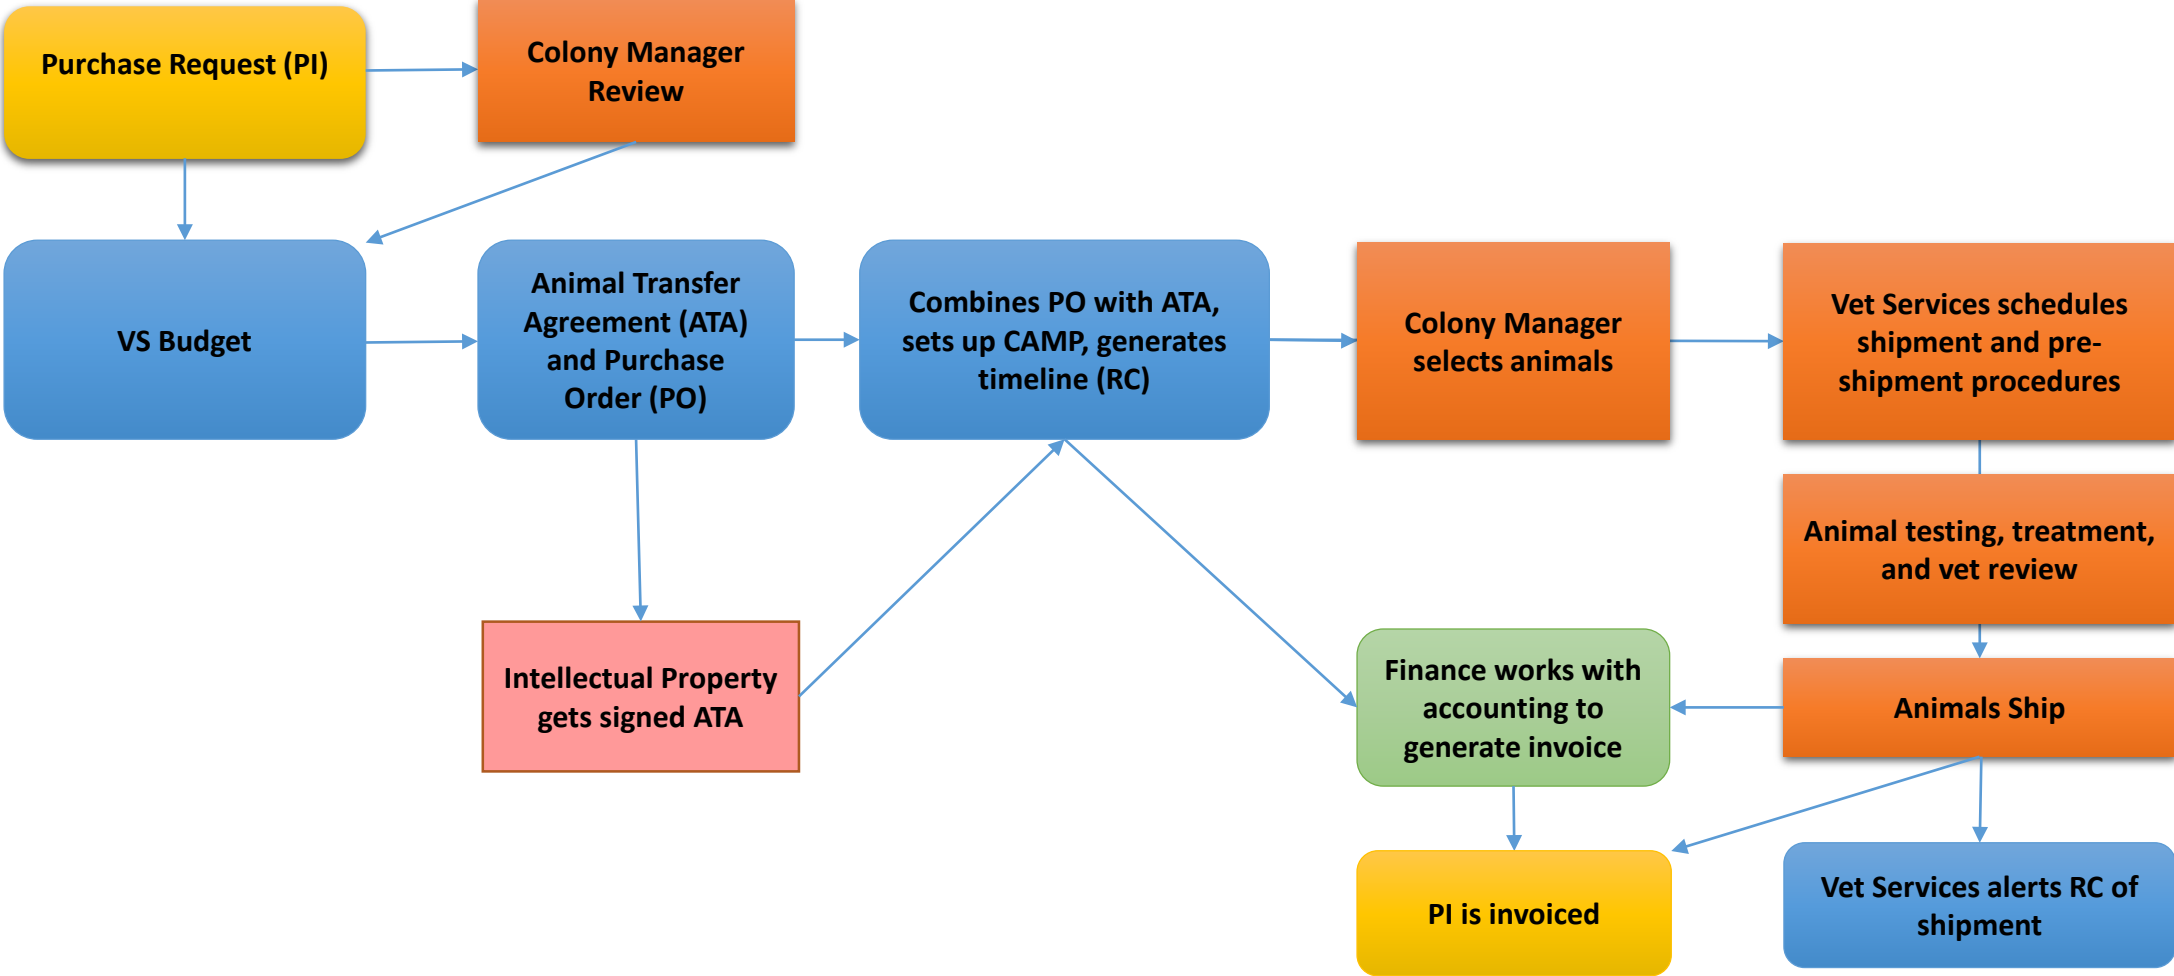 Purchase Request (PI)
Colony Manager
Review
VS Budget
Animal Transfer
Agreement (ATA)
and Purchase
Order (PO)
Combines PO with ATA,
sets up CAMP, generates
timeline (RC)
Colony Manager
selects animals
Vet Services schedules
shipment and pre-
shipment procedures
Animal testing, treatment,
and vet review
Intellectual Property
gets signed ATA
Finance works with
accounting to
generate invoice
Animals Ship
PI is invoiced
Vet Services alerts RC of
shipment